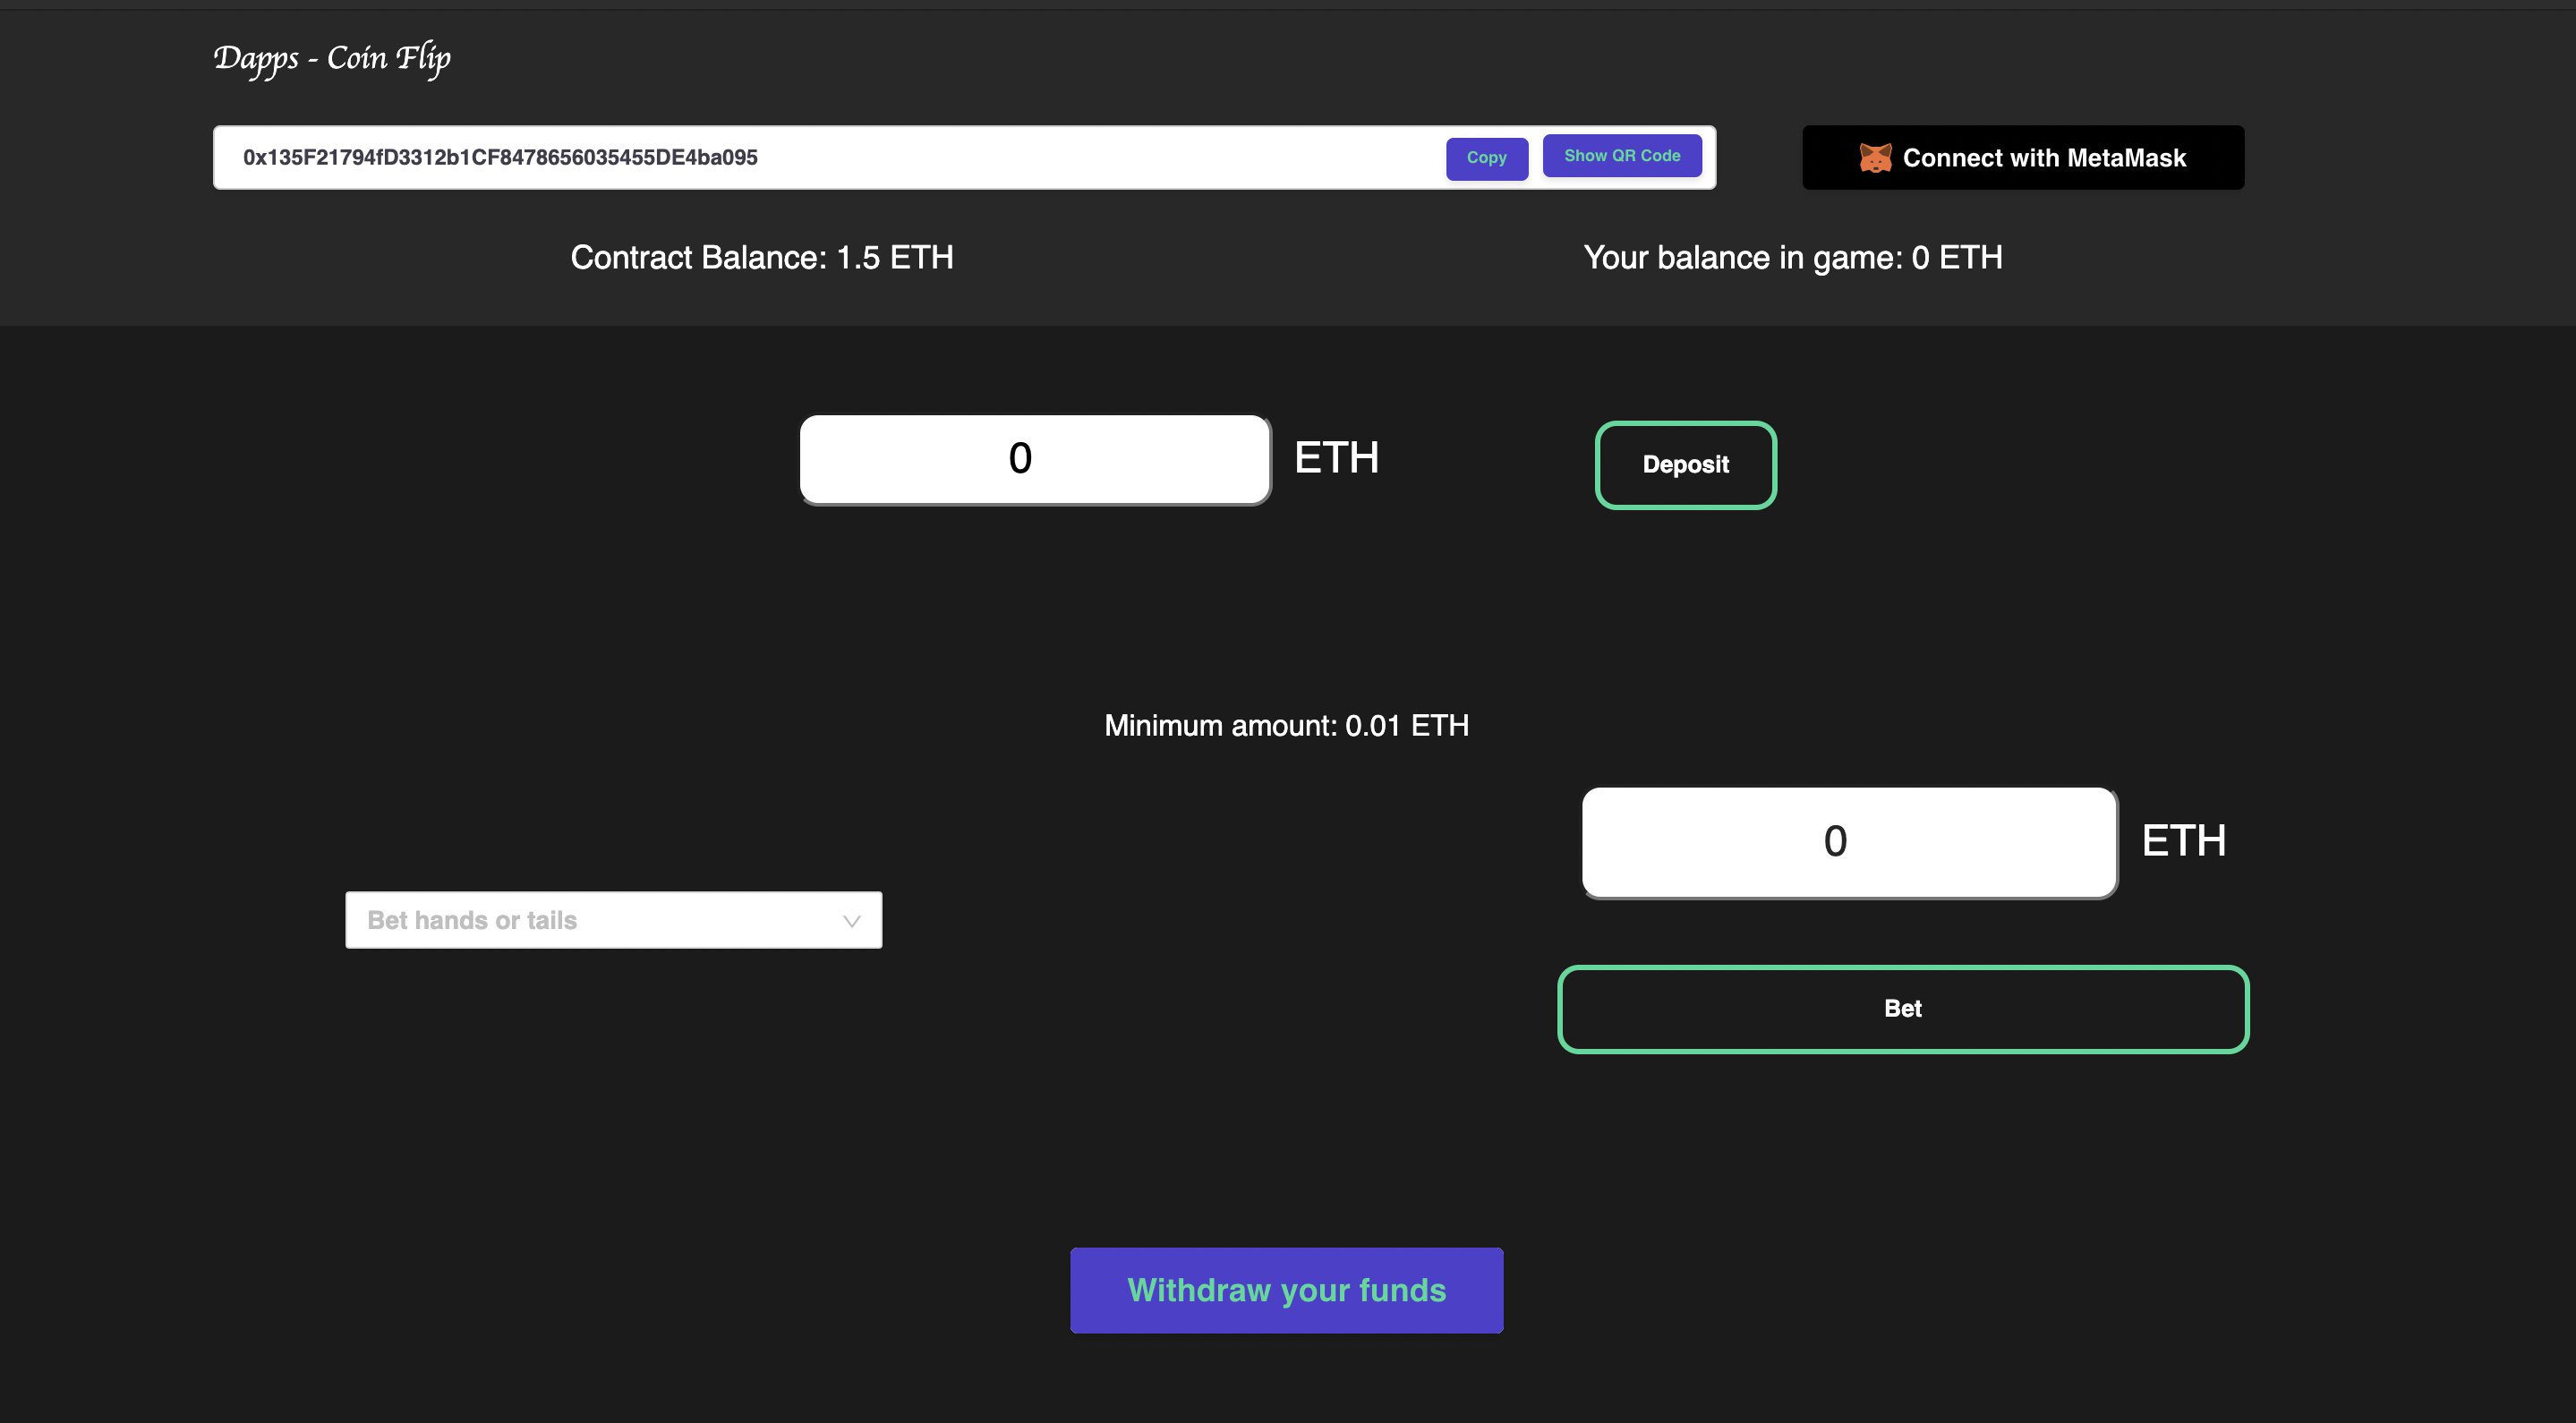 Dapps - Coin Flip
0x135F21794fD3312b1CF8478656035455DE4ba095
Copy
Show QR Code
Connect with MetaMask
Contract Balance: 1.5 ETH
Your balance in game: 0 ETH
0 ETH
Deposit
Minimum amount: 0.01 ETH
0 ETH
Bet hands or tails
Bet
Withdraw your funds